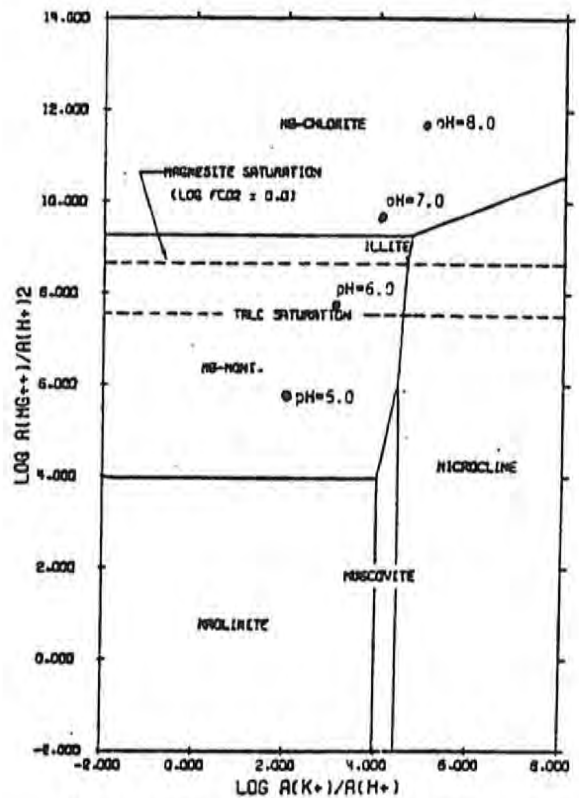 14.000
12.000
10.000
8.000
6.000
4.000
2.000
0.000
-2.000
LOG A(MG++)/A(H+)2
MG-CHLORITE
pH=8.0
MAGNESITE SATURATION
(LOG FCO2 = 0.0)
pH=7.0
ILLITE
pH=6.0
TALC SATURATION
MG-MONT.
pH=5.0
MICROCLINE
MUSCOVITE
KAOLINITE
-2.000
0.000
2.000
4.000
6.000
8.000
LOG A(K+)/A(H+)